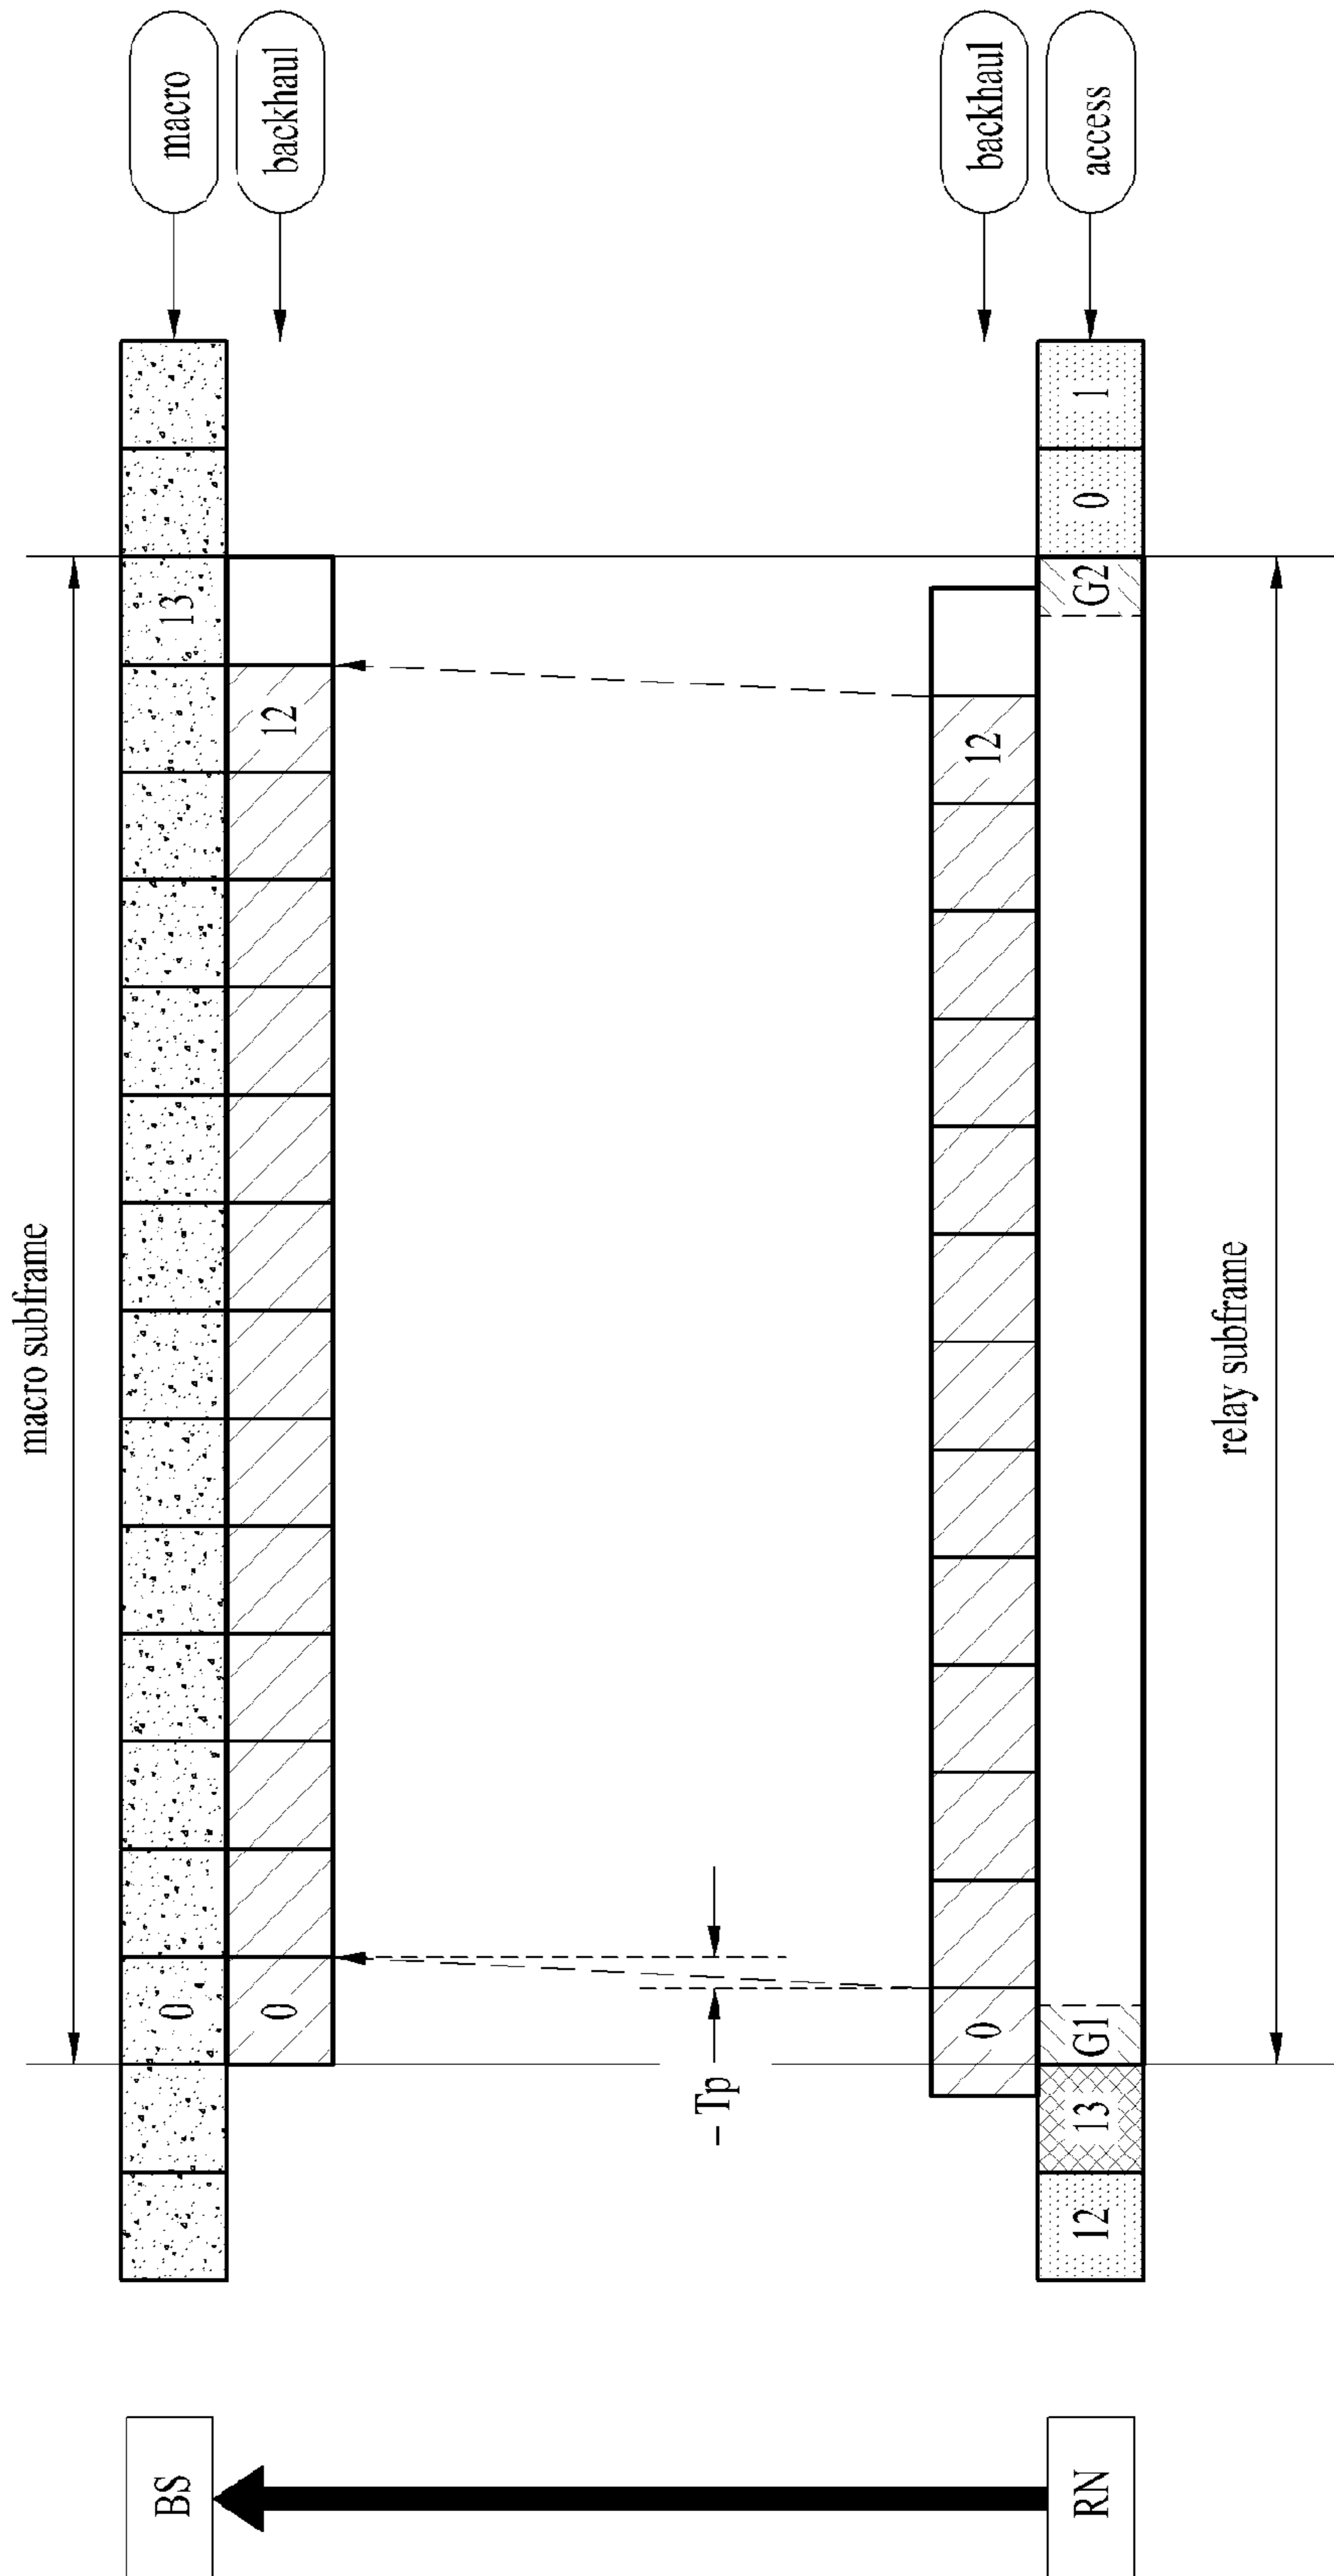 macro subframe
BS
0
13
macro
0
12
backhaul
– Tp
0
12
backhaul
RN
12
13
G1
G2
0
1
access
relay subframe